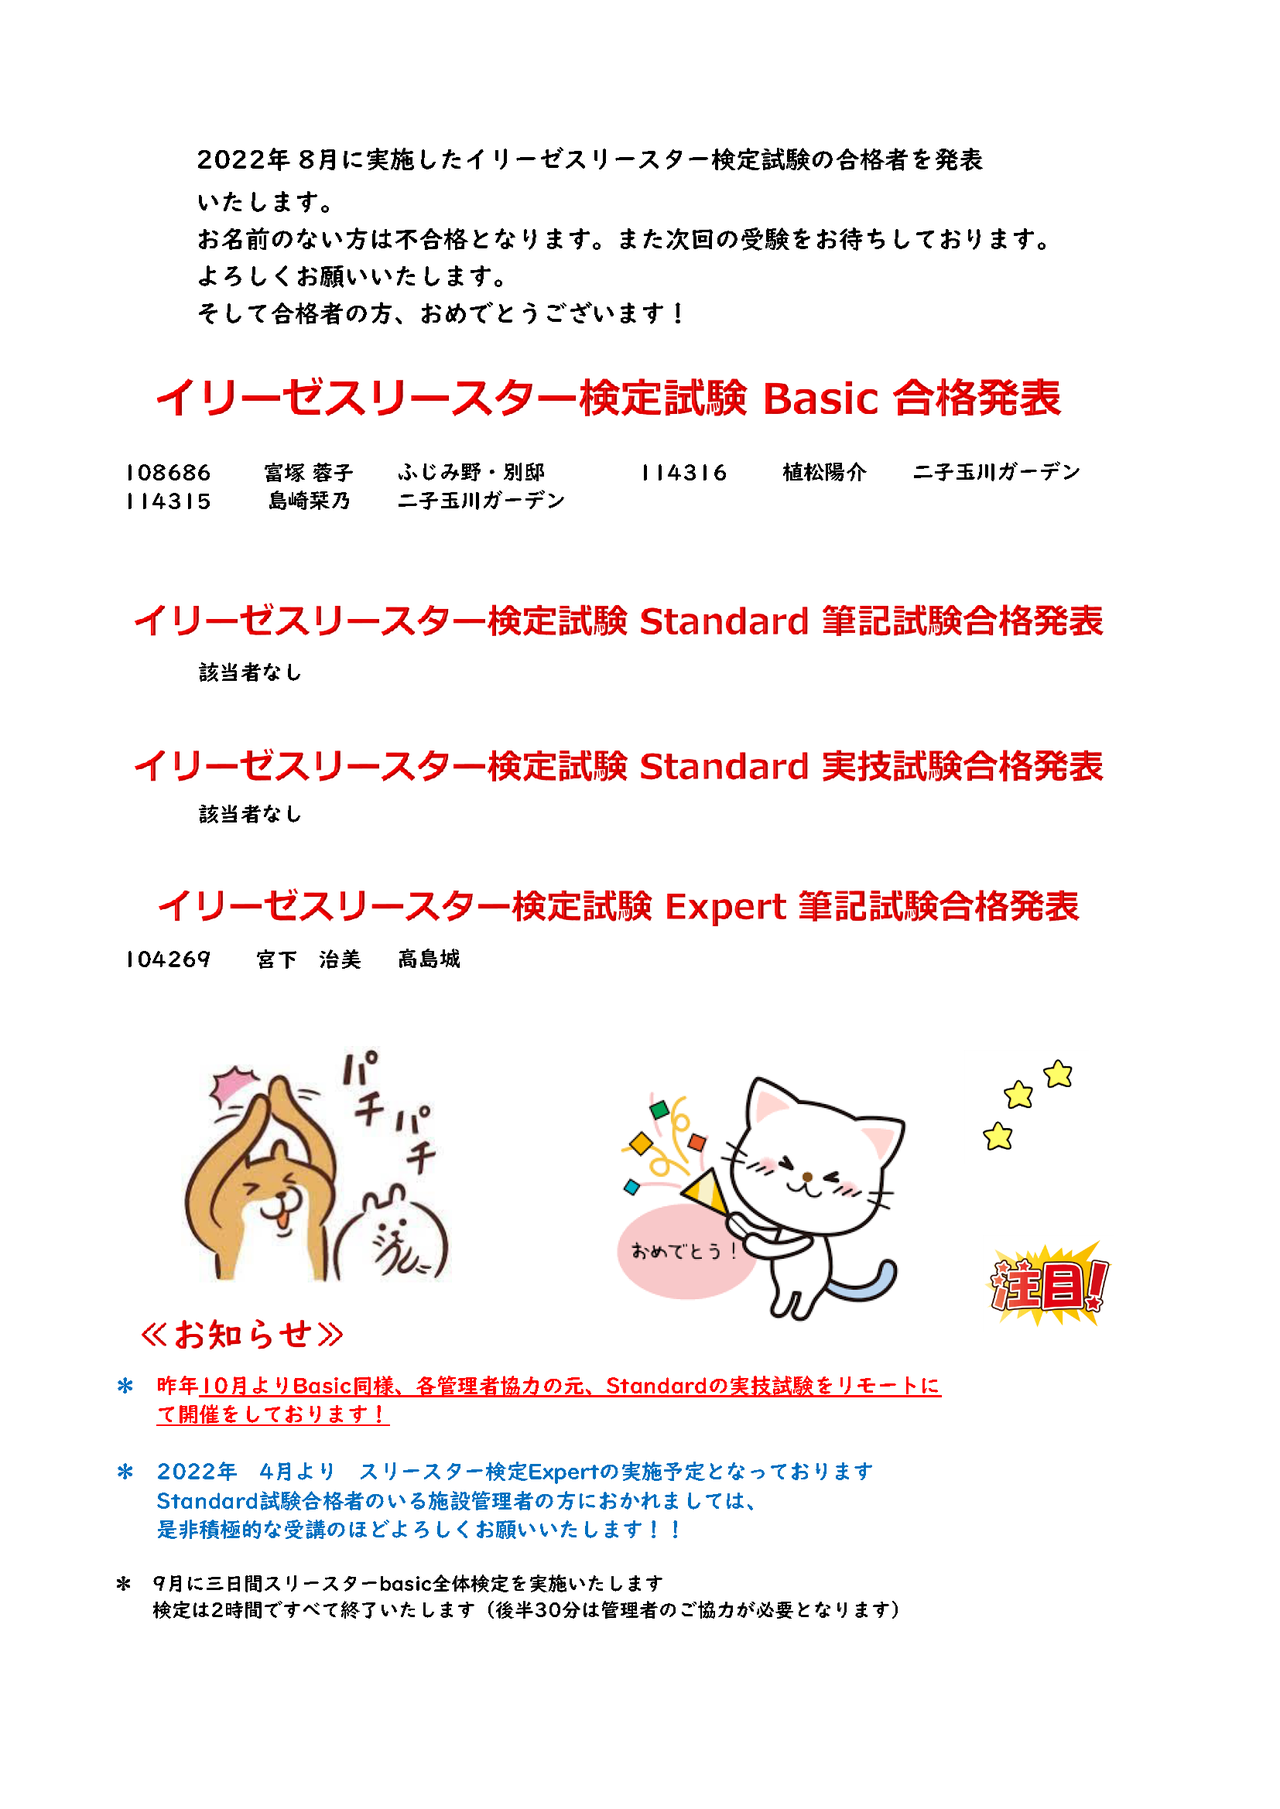 2022年 8月に実施したイリーゼスリースター検定試験の合格者を発表
いたします。
お名前のない方は不合格となります。また次回の受験をお待ちしております。
よろしくお願いいたします。
そして合格者の方、おめでとうございます！
イリーゼスリースター検定試験 Basic 合格発表
108686 富塚 蓉子 ふじみ野・別邸 114316 植松陽介 二子玉川ガーデン
114315 島崎栞乃 二子玉川ガーデン
イリーゼスリースター検定試験 Standard 筆記試験合格発表
該当者なし
イリーゼスリースター検定試験 Standard 実技試験合格発表
該当者なし
イリーゼスリースター検定試験 Expert 筆記試験合格発表
104269 宮下　治美 高島城
パチ
パチ
おめでとう！
注目!
≪お知らせ≫
＊ 昨年10月よりBasic同様、各管理者協力の元、Standardの実技試験をリモートに
て開催をしております！
＊ 2022年　4月より　スリースター検定Expertの実施予定となっております
Standard試験合格者のいる施設管理者の方におかれましては、
是非積極的な受講のほどよろしくお願いいたします！！
＊ 9月に三日間スリースターbasic全体検定を実施いたします
検定は2時間ですべて終了いたします（後半30分は管理者のご協力が必要となります）